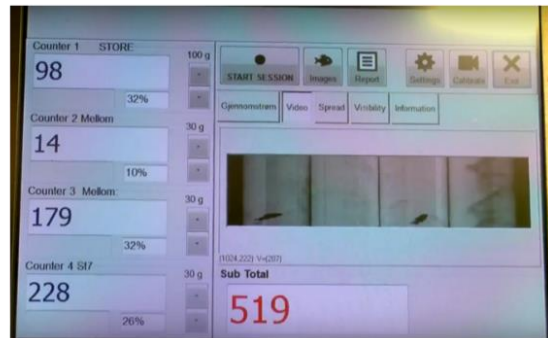 Counter 1 STORE
100 g
98
32%
Counter 2 Mellom
30 g
14
10%
Counter 3 Mellom
30 g
179
32%
Counter 4 St7
30 g
228
26%
START SESSION
Images
Report
Settings
Calibrate
Exit
Gjennomstrøm
Video
Spread
Visibility
Information
(1024,222) V=(207)
Sub Total
519